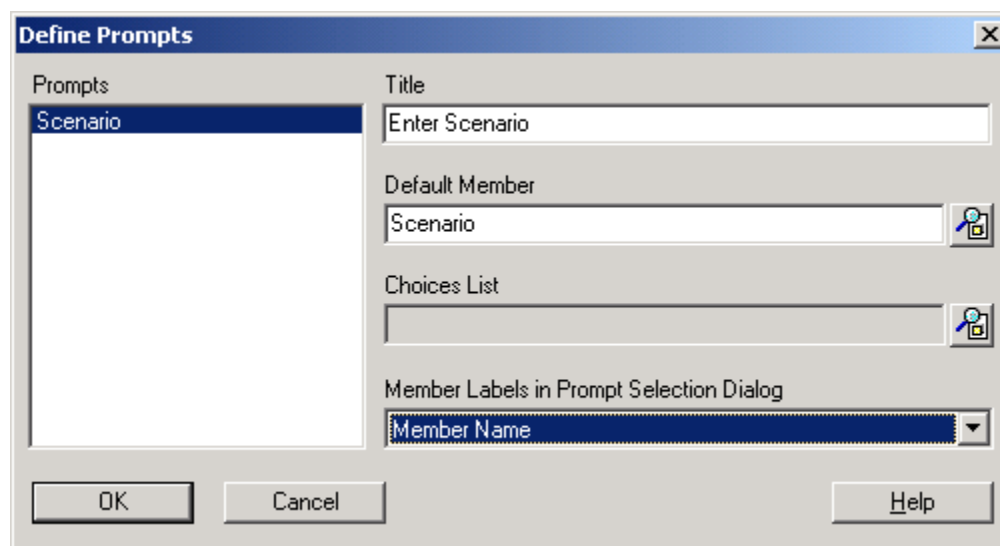 Define Prompts
Prompts
Scenario
Title
Enter Scenario
Default Member
Scenario
Choices List
Member Labels in Prompt Selection Dialog
Member Name
OK
Cancel
Help